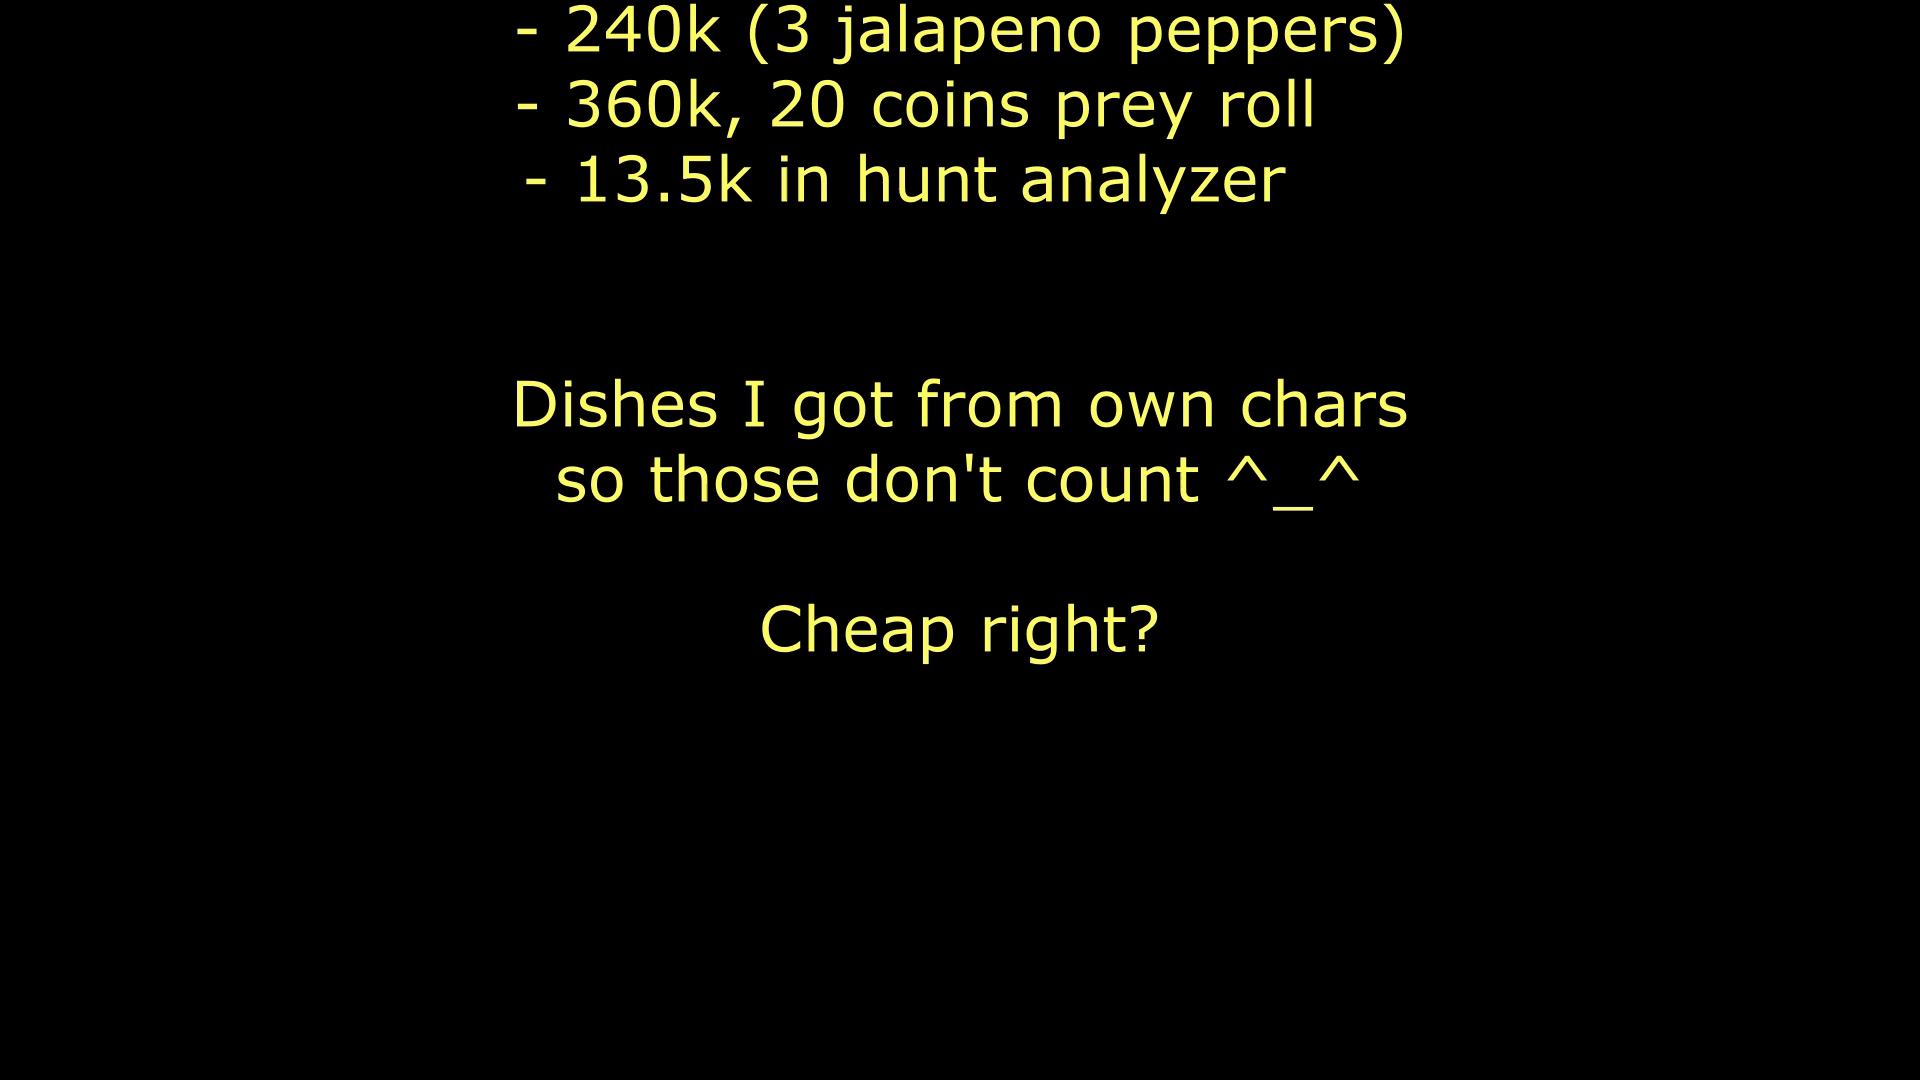 - 240k (3 jalapeno peppers)
- 360k, 20 coins prey roll
- 13.5k in hunt analyzer
Dishes I got from own chars
so those don't count ^_^
Cheap right?